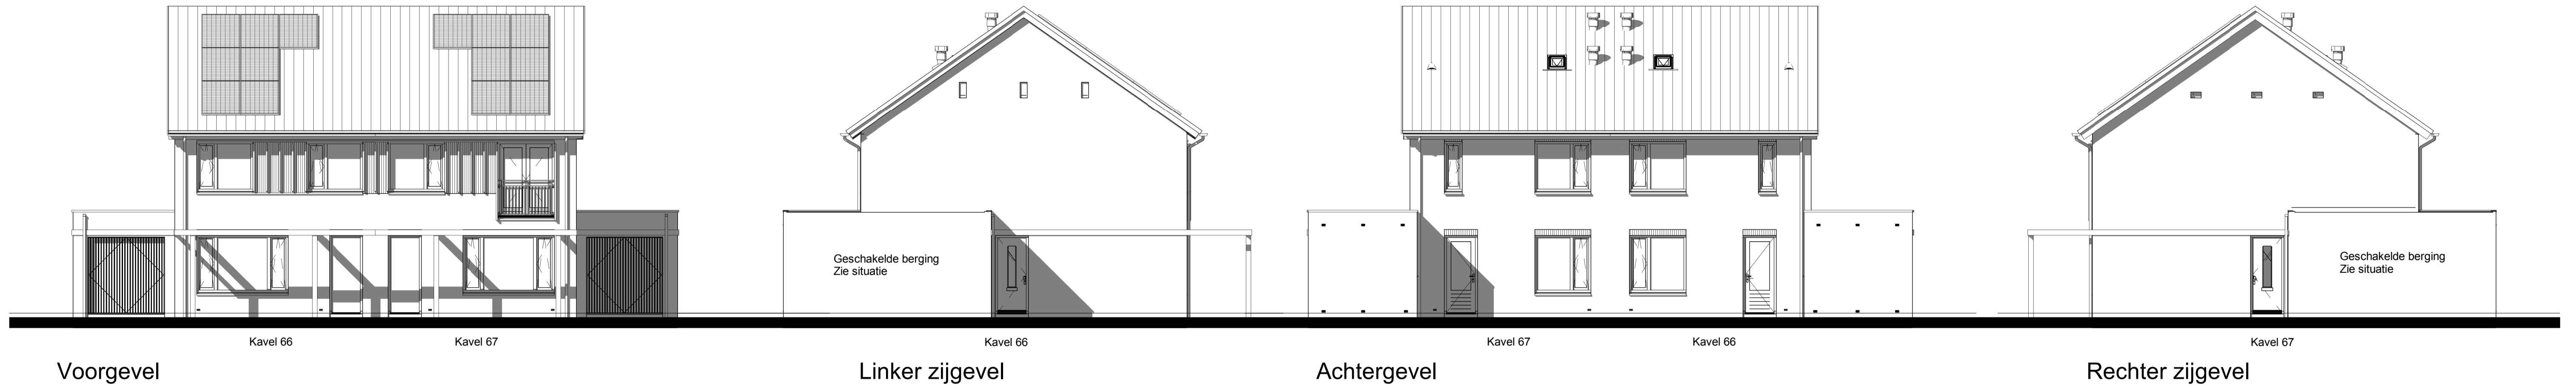 Geschakelde berging
Zie situatie
Geschakelde berging
Zie situatie
Kavel 66
Kavel 67
Kavel 66
Kavel 67
Kavel 66
Kavel 67
Voorgevel
Linker zijgevel
Achtergevel
Rechter zijgevel